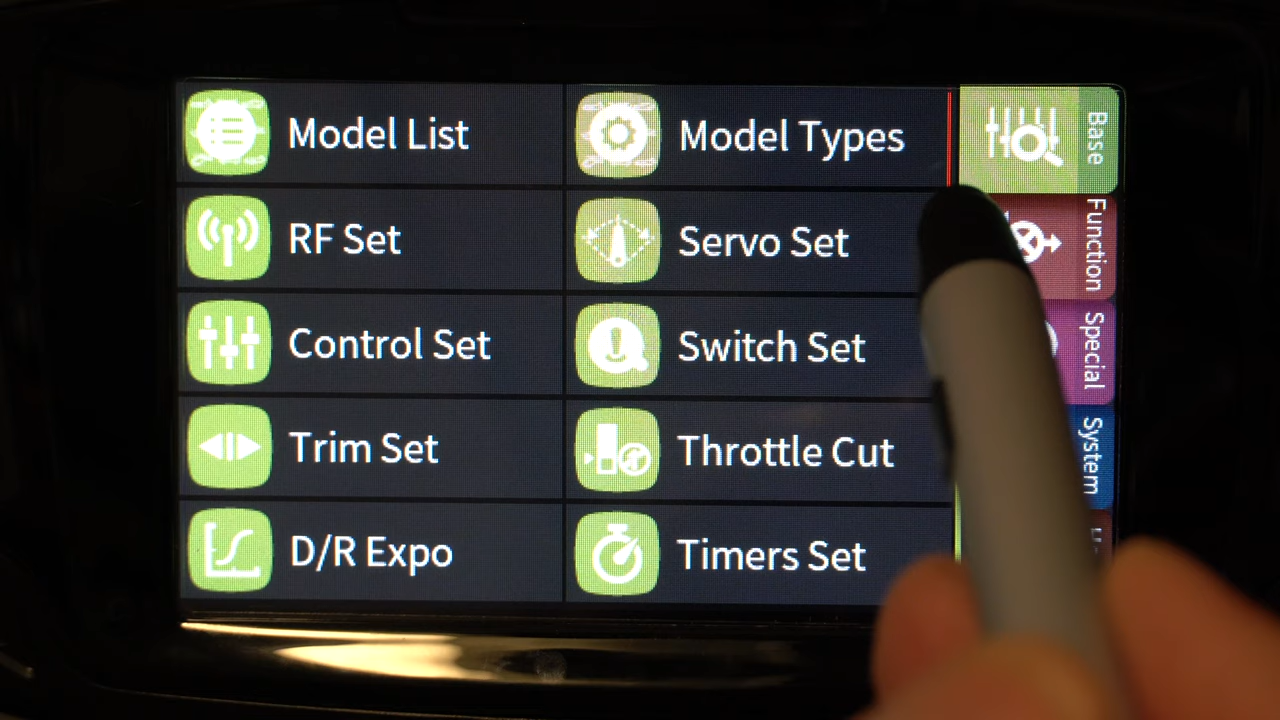 Model List
Model Types
RF Set
Servo Set
Control Set
Switch Set
Trim Set
Throttle Cut
D/R Expo
Timers Set
Base
Function
Special
System